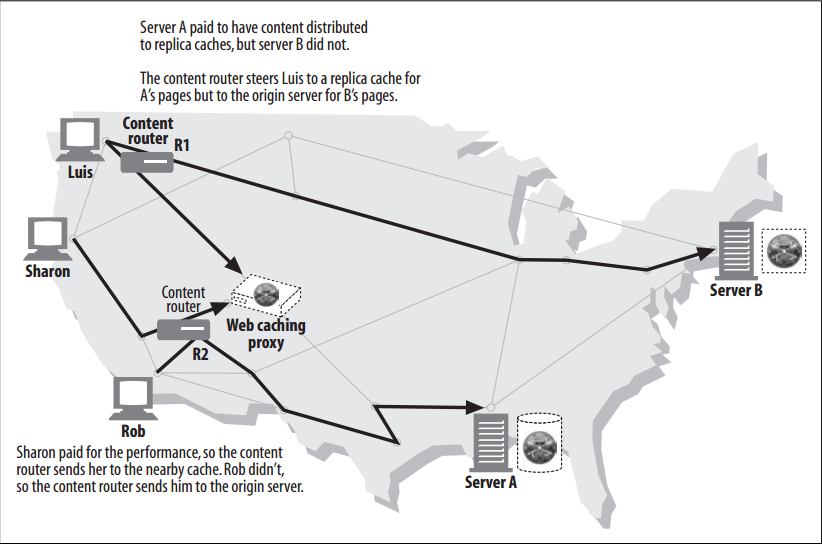 Server A paid to have content distributed
to replica caches, but server B did not.
The content router steers Luis to a replica cache for
A's pages but to the origin server for B's pages.
Content
router
R1
Luis
Sharon
Content
router
R2
Web caching
proxy
Server B
Rob
Server A
Sharon paid for the performance, so the content
router sends her to the nearby cache. Rob didn't,
so the content router sends him to the origin server.